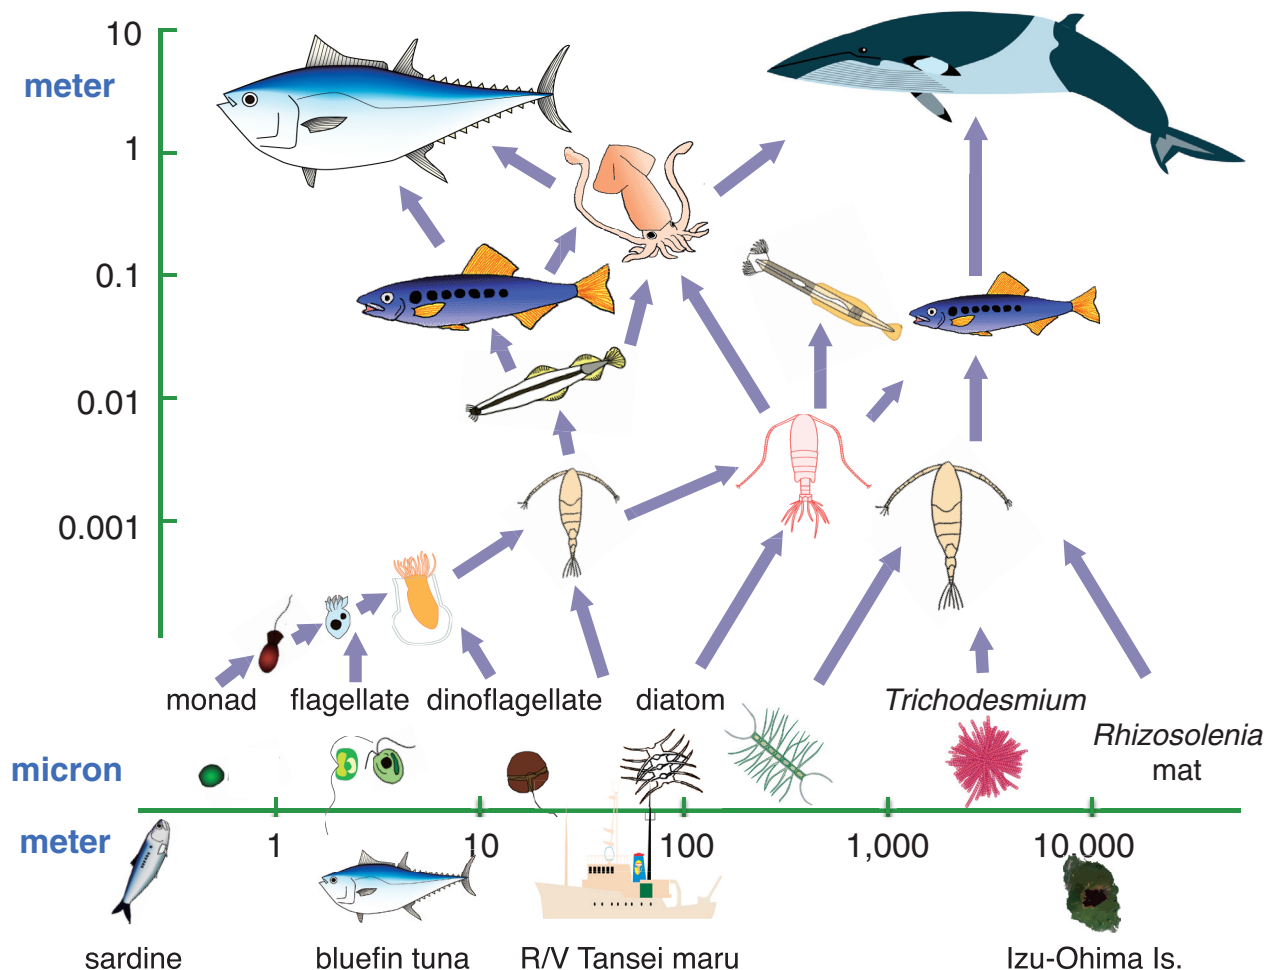 10
meter
1
0.1
0.01
0.001
monad
flagellate
dinoflagellate
diatom
Trichodesmium
Rhizosolenia
mat
micron
meter
1
10
100
1,000
10,000
sardine
bluefin tuna
R/V Tansei maru
Izu-Ohima Is.